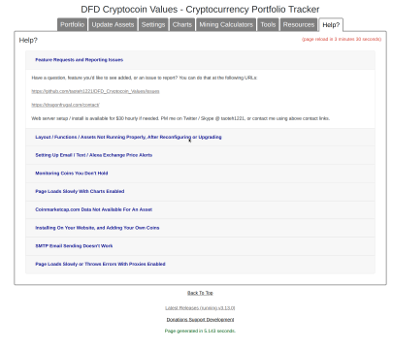 DFD Cryptocoin Values - Cryptocurrency Portfolio Tracker
Portfolio Update Assets Settings Charts Mining Calculators Tools Resources Help?
Help?
(page reload in 3 minutes 30 seconds)
Feature Requests and Reporting Issues
Have a question, feature you'd like to see added, or an issue to report? You can do that at the following URLs:
https://github.com/taoteh1221/DFD_Cryptocoin_Values/issues
https://dragonfrugal.com/contact/
Web server setup / install is available for $30 hourly if needed. PM me on Twitter / Skype @ taoteh1221, or contact me using above contact links.
Layout / Functions / Assets Not Running Properly, After Reconfiguring or Upgrading
Setting Up Email / Text / Alexa Exchange Price Alerts
Monitoring Coins You Don't Hold
Page Loads Slowly With Charts Enabled
Coinmarketcap.com Data Not Available For An Asset
Installing On Your Website, and Adding Your Own Coins
SMTP Email Sending Doesn't Work
Page Loads Slowly or Throws Errors With Proxies Enabled
Back To Top
Latest Releases (running
Donations Support Development
Page generated in 5.143 seconds